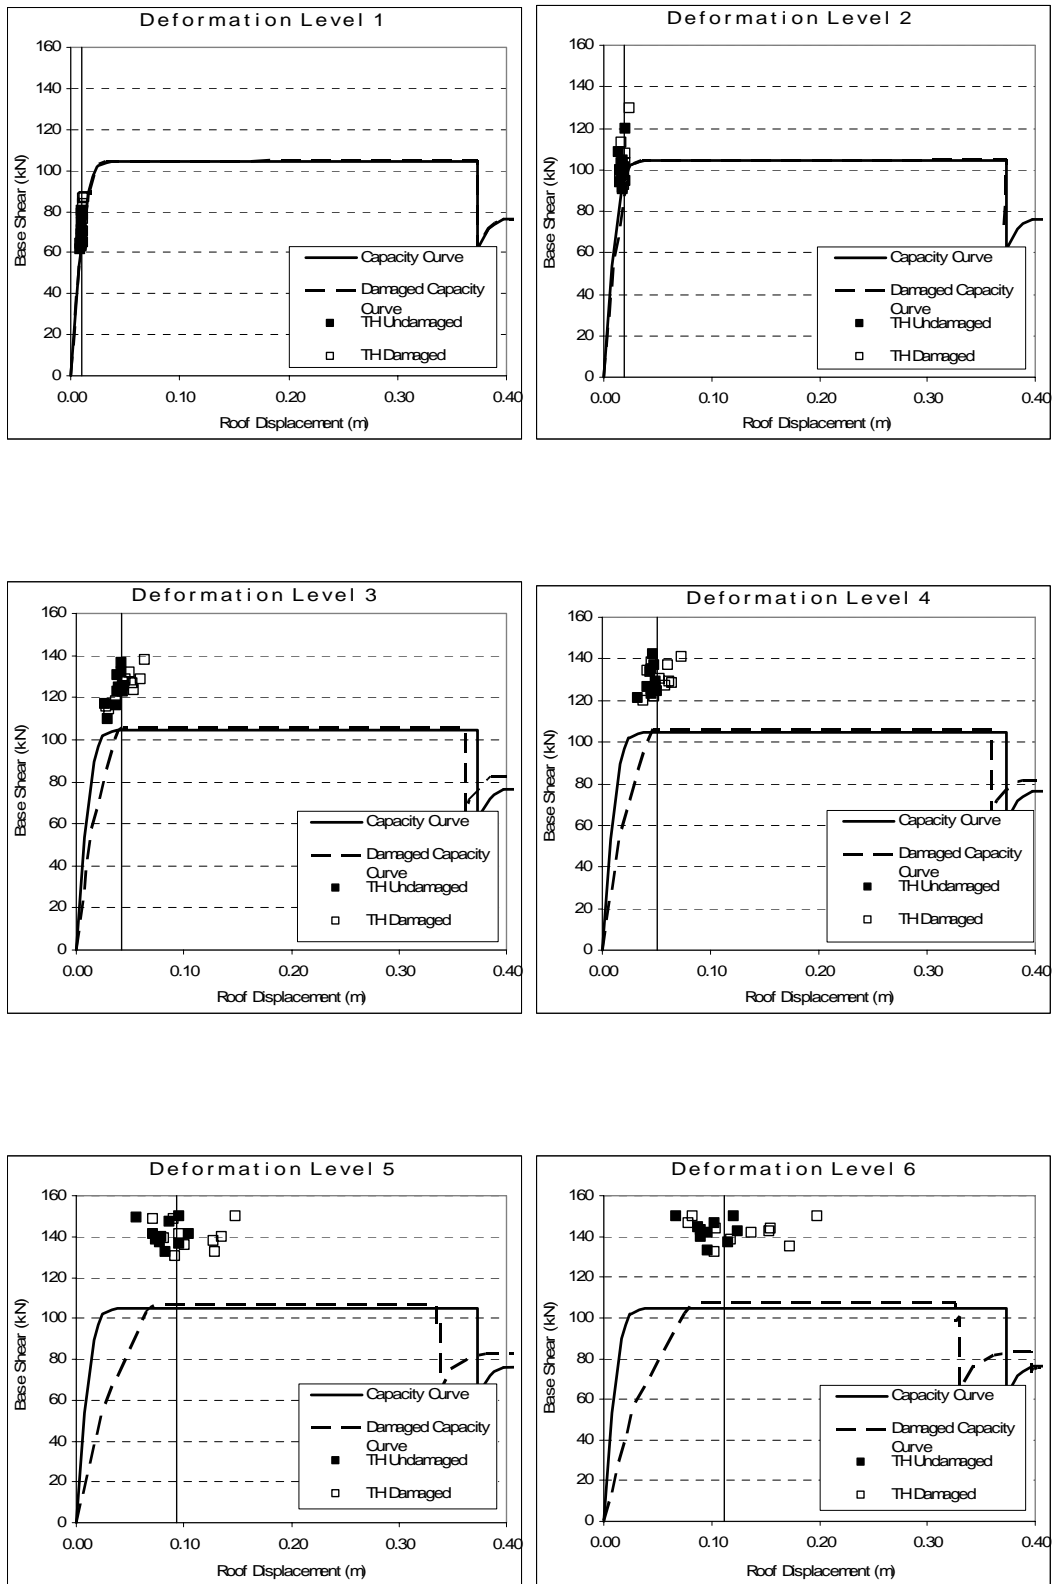 Deformation Level 1
160
140
120
100
80
60
40
20
0
Base Shear (kN)
Capacity Curve
Damaged Capacity
Curve
TH Undamaged
TH Damaged
0.00 0.10 0.20 0.30 0.40
Roof Displacement (m)
Deformation Level 2
160
140
120
100
80
60
40
20
0
Base Shear (kN)
Capacity Curve
Damaged Capacity
Curve
TH Undamaged
TH Damaged
0.00 0.10 0.20 0.30 0.40
Roof Displacement (m)
Deformation Level 3
160
140
120
100
80
60
40
20
0
Base Shear (kN)
Capacity Curve
Damaged Capacity
Curve
TH Undamaged
TH Damaged
0.00 0.10 0.20 0.30 0.40
Roof Displacement (m)
Deformation Level 4
160
140
120
100
80
60
40
20
0
Base Shear (kN)
Capacity Curve
Damaged Capacity
Curve
TH Undamaged
TH Damaged
0.00 0.10 0.20 0.30 0.40
Roof Displacement (m)
Deformation Level 5
160
140
120
100
80
60
40
20
0
Base Shear (kN)
Capacity Curve
Damaged Capacity
Curve
TH Undamaged
TH Damaged
0.00 0.10 0.20 0.30 0.40
Roof Displacement (m)
Deformation Level 6
160
140
120
100
80
60
40
20
0
Base Shear (kN)
Capacity Curve
Damaged Capacity
Curve
TH Undamaged
TH Damaged
0.00 0.10 0.20 0.30 0.40
Roof Displacement (m)